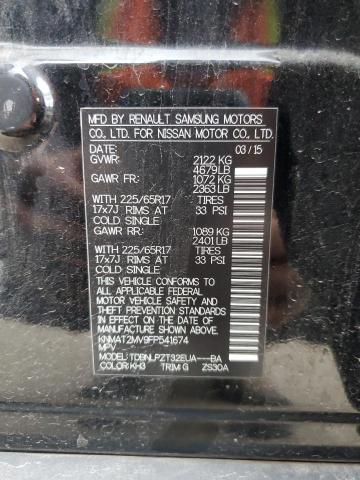 MFD BY RENAULT SAMSUNG MOTORS
CO., LTD. FOR NISSAN MOTOR CO., LTD.
DATE: 03/15
GVWR: 2122 KG
4679LB
GAWR FR: 1072 KG
2363LB
WITH 225/65R17 TIRES
17x7J RIMS AT 33 PSI
COLD SINGLE
GAWR RR: 1089 KG
2401LB
WITH 225/65R17 TIRES
17x7J RIMS AT 33 PSI
COLD SINGLE
THIS VEHICLE CONFORMS TO ALL
APPLICABLE FEDERAL MOTOR
VEHICLE SAFETY, BUMPER AND
THEFT PREVENTION STANDARDS
IN EFFECT ON THE DATE OF
MANUFACTURE SHOWN ABOVE.
KNMAT2MV9FP541674
MPV
MODEL: TDBNLPZT32EUA---BA
COLOR: KH3 TRIM: G ZS30A